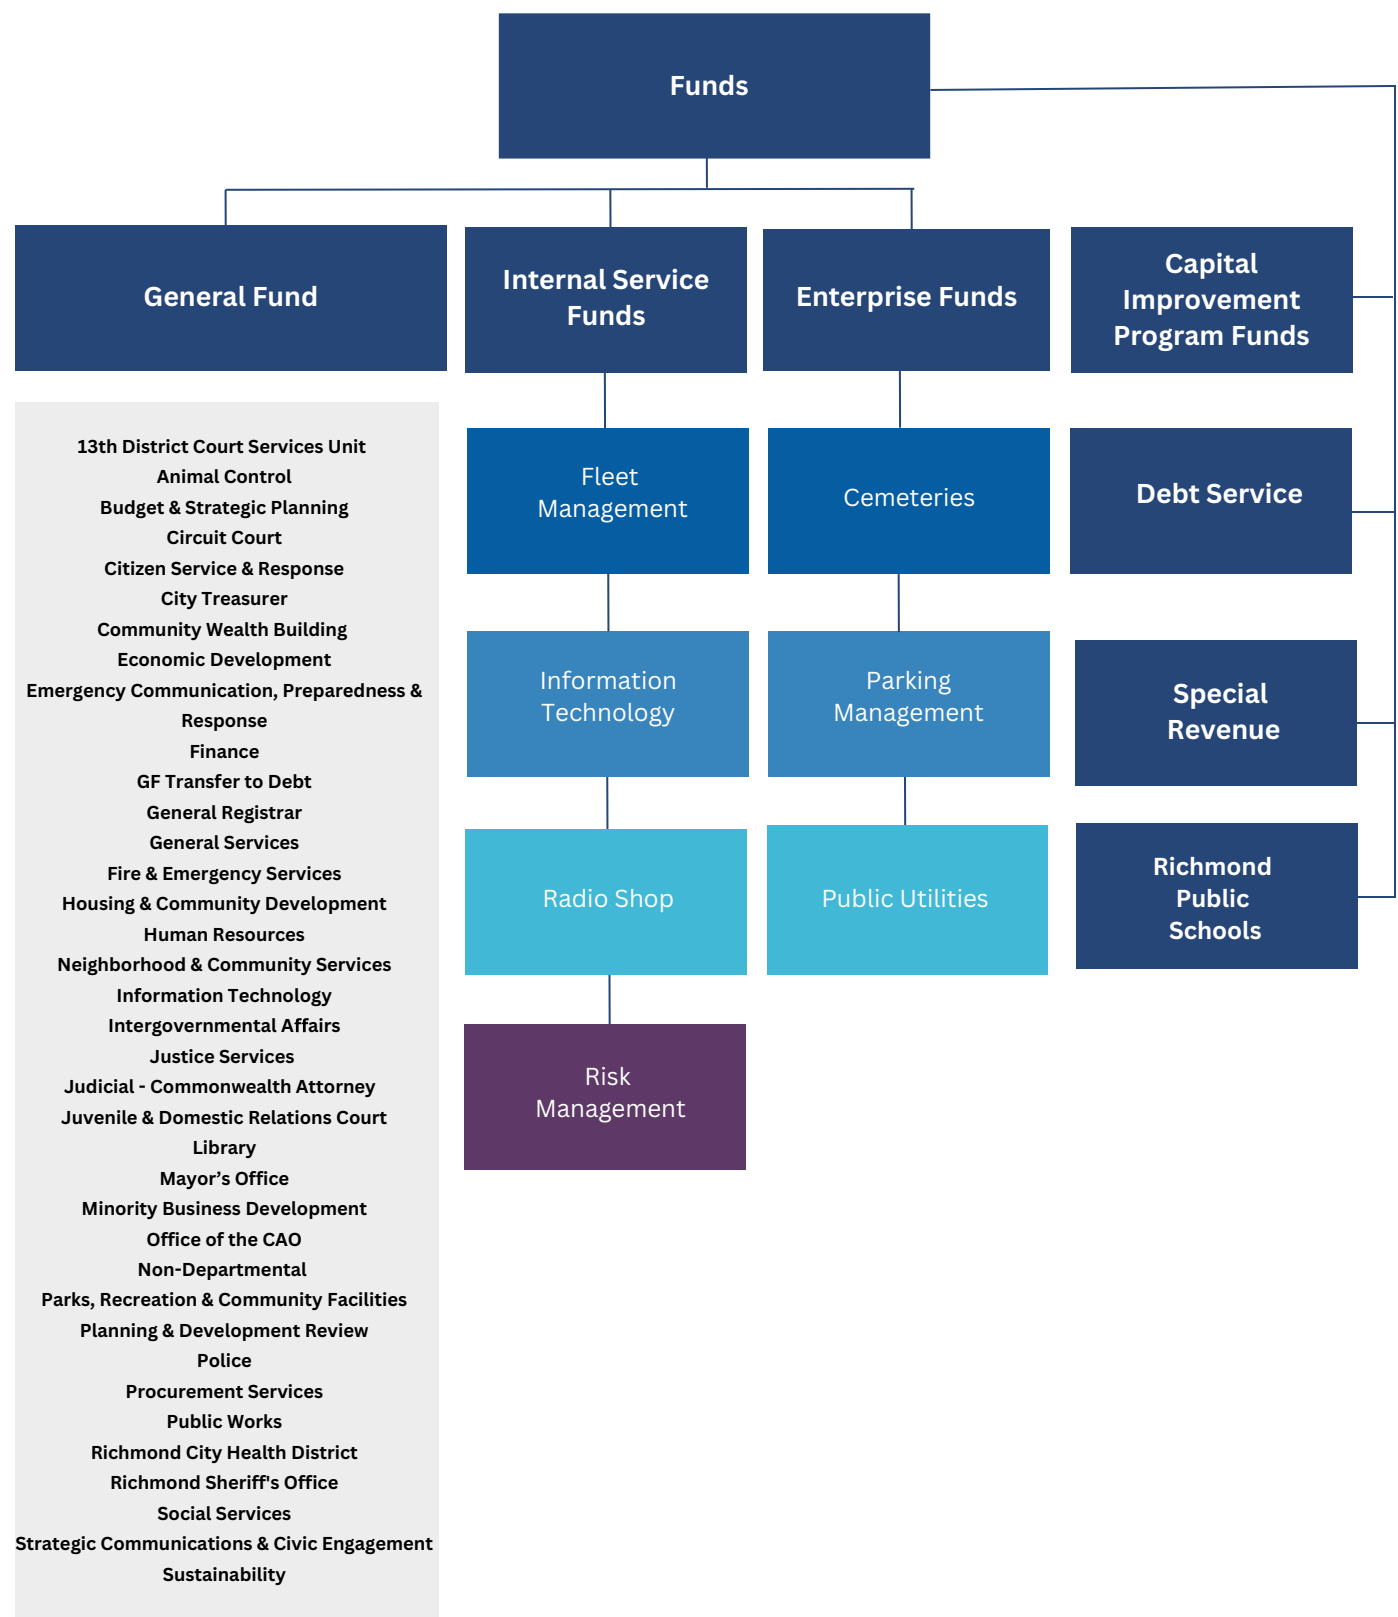 Funds
General Fund
Internal Service
Funds
Enterprise Funds
Capital
Improvement
Program Funds
13th District Court Services Unit
Animal Control
Budget & Strategic Planning
Circuit Court
Citizen Service & Response
City Treasurer
Community Wealth Building
Economic Development
Emergency Communication, Preparedness &
Response
Finance
GF Transfer to Debt
General Registrar
General Services
Fire & Emergency Services
Housing & Community Development
Human Resources
Neighborhood & Community Services
Information Technology
Intergovernmental Affairs
Justice Services
Judicial - Commonwealth Attorney
Juvenile & Domestic Relations Court
Library
Mayor’s Office
Minority Business Development
Office of the CAO
Non-Departmental
Parks, Recreation & Community Facilities
Planning & Development Review
Police
Procurement Services
Public Works
Richmond City Health District
Richmond Sheriff's Office
Social Services
Strategic Communications & Civic Engagement
Sustainability
Fleet
Management
Information
Technology
Radio Shop
Risk
Management
Cemeteries
Parking
Management
Public Utilities
Debt Service
Special
Revenue
Richmond
Public
Schools